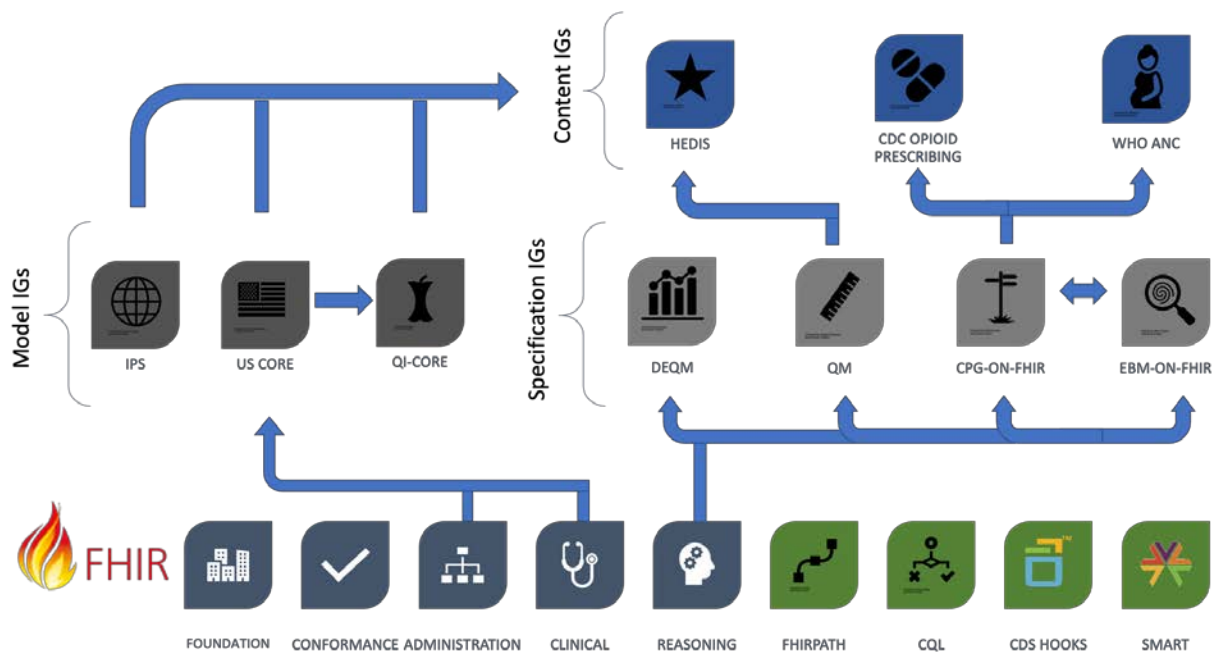 Content IGs
HEDIS
CDC OPIOID
PRESCRIBING
WHO ANC
Model IGs
IPS
US CORE
QI-CORE
Specification IGs
DEQM
QM
CPG-ON-FHIR
EBM-ON-FHIR
FHIR
FOUNDATION
CONFORMANCE
ADMINISTRATION
CLINICAL
REASONING
FHIRPATH
CQL
CDS HOOKS
SMART
TM